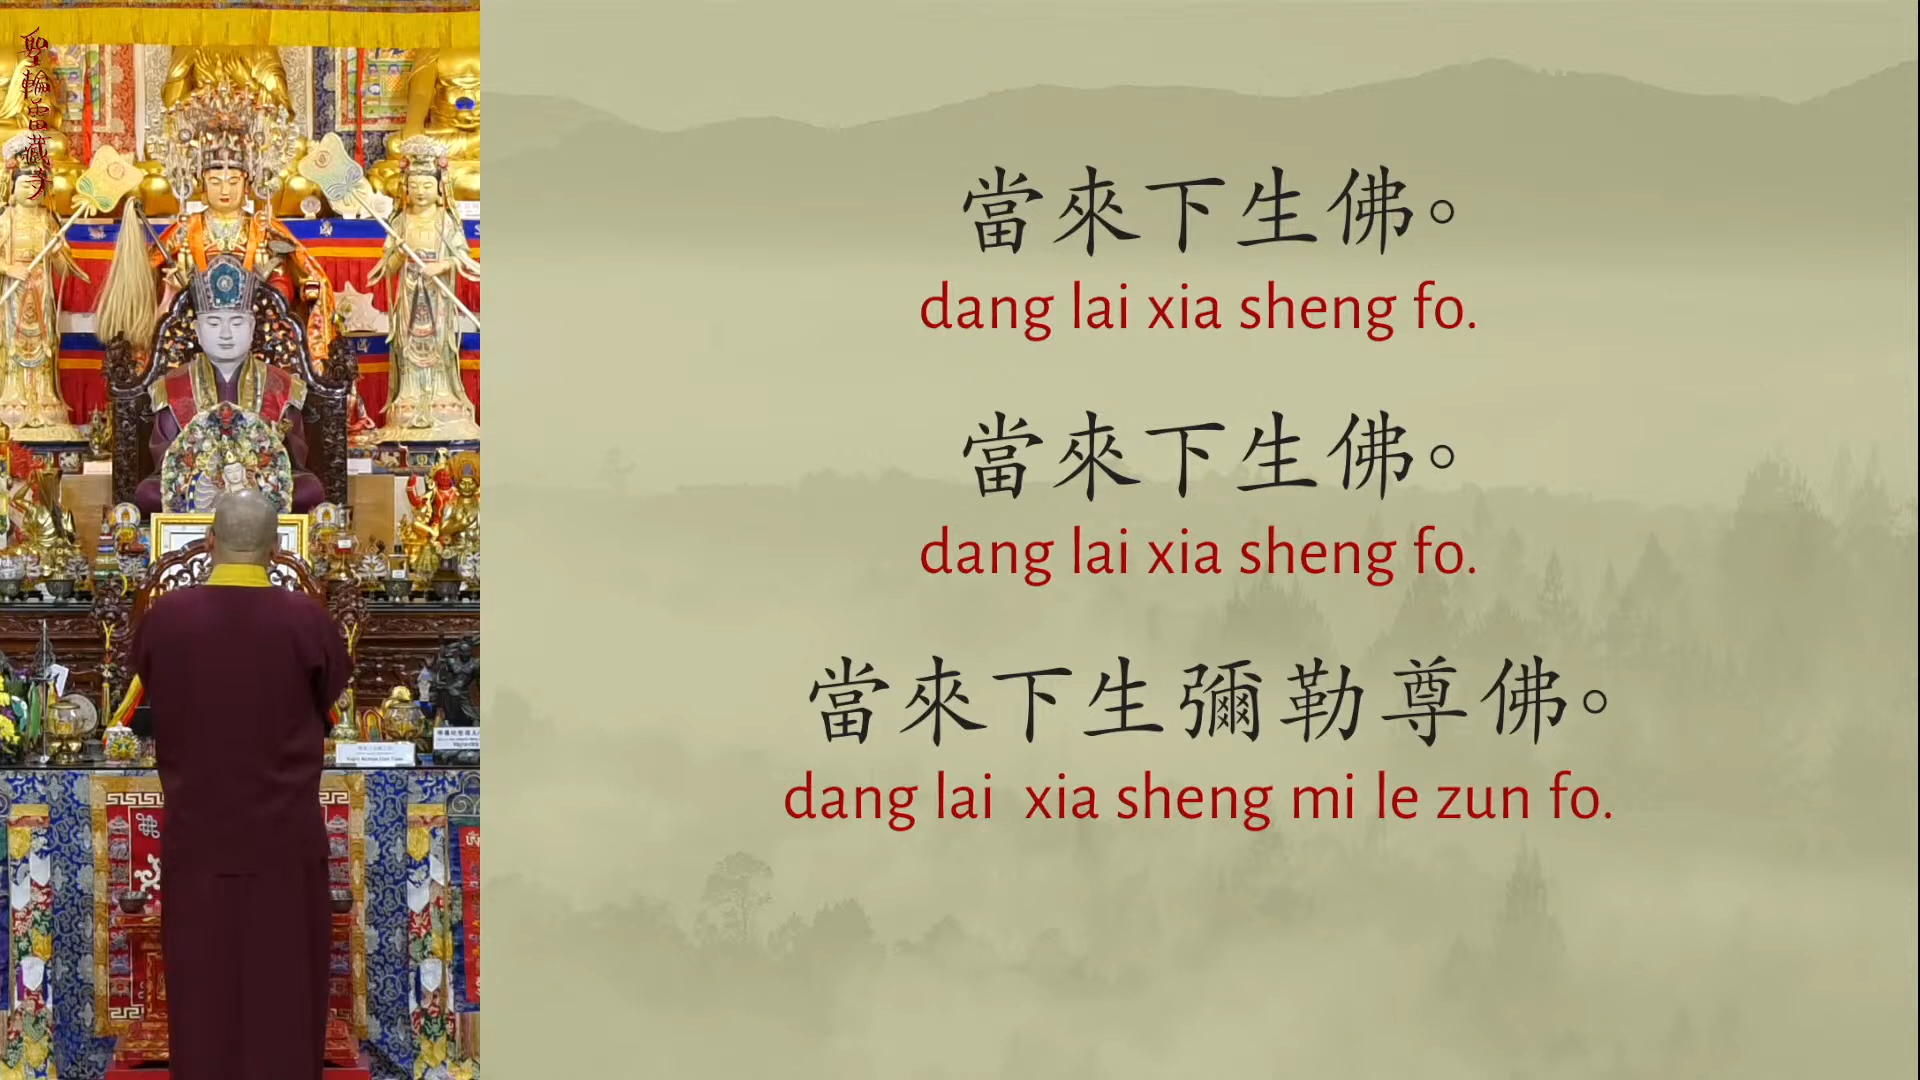 聖輪雷藏寺
當來下生佛。
dang lai xia sheng fo.
當來下生佛。
dang lai xia sheng fo.
當來下生彌勒尊佛。
dang lai  xia sheng mi le zun fo.